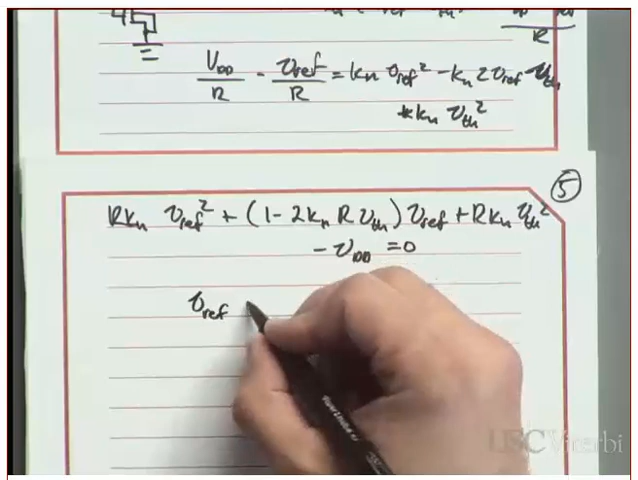 V_DD/R - v_ref/R = k_n v_ref² - k_n 2 v_ref v_th
+ k_n v_th²
5
R k_n v_ref² + (1 - 2 k_n R v_th) v_ref + R k_n v_th²
- v_DD = 0
v_ref
USC Viterbi